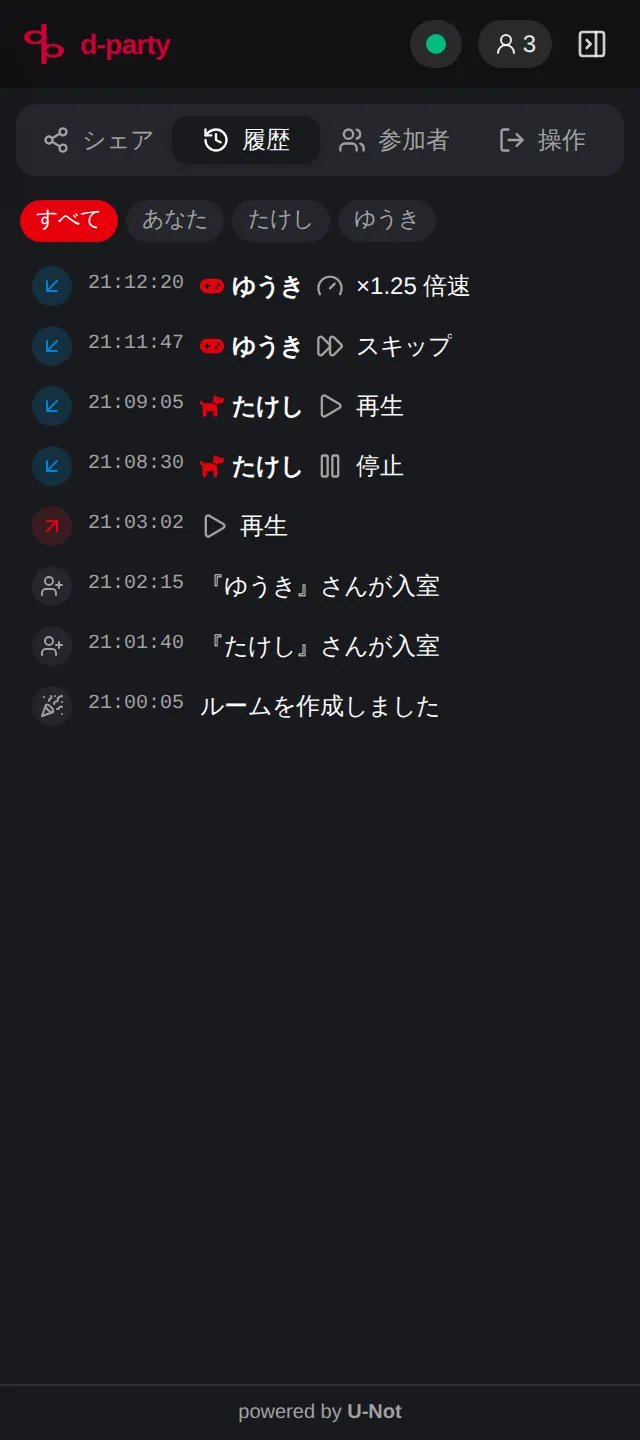 d-party 3
シェア 履歴 参加者 操作
すべて あなた たけし ゆうき
21:12:20 ゆうき ×1.25 倍速
21:11:47 ゆうき スキップ
21:09:05 たけし 再生
21:08:30 たけし 停止
21:03:02 再生
21:02:15 『ゆうき』さんが入室
21:01:40 『たけし』さんが入室
21:00:05 ルームを作成しました
powered by U-Not